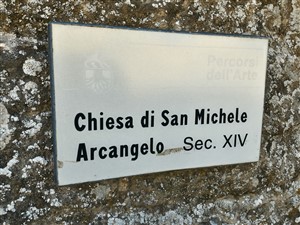 Percorsi
dell'Arte
Chiesa di San Michele
Arcangelo Sec. XIV